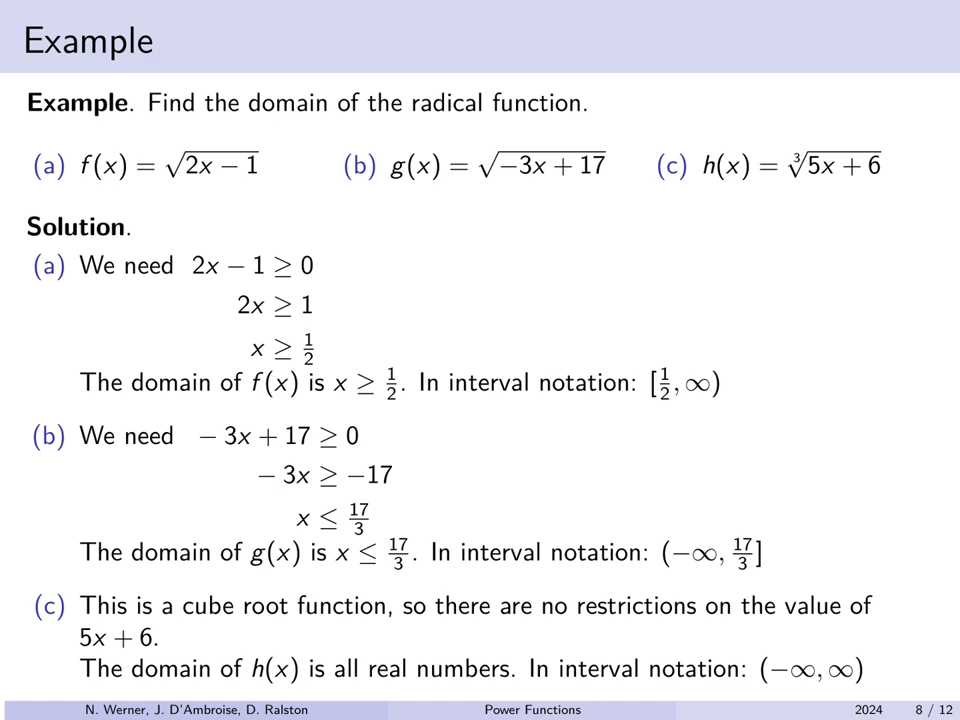 Example
Example. Find the domain of the radical function.
(a) f(x) = √(2x − 1) (b) g(x) = √(−3x + 17) (c) h(x) = ∛(5x + 6)
Solution.
(a) We need 2x − 1 ≥ 0
2x ≥ 1
x ≥ 1/2
The domain of f(x) is x ≥ 1/2. In interval notation: [1/2, ∞)
(b) We need − 3x + 17 ≥ 0
− 3x ≥ −17
x ≤ 17/3
The domain of g(x) is x ≤ 17/3. In interval notation: (−∞, 17/3]
(c) This is a cube root function, so there are no restrictions on the value of
5x + 6.
The domain of h(x) is all real numbers. In interval notation: (−∞, ∞)
N. Werner, J. D'Ambroise, D. Ralston Power Functions 2024 8 / 12